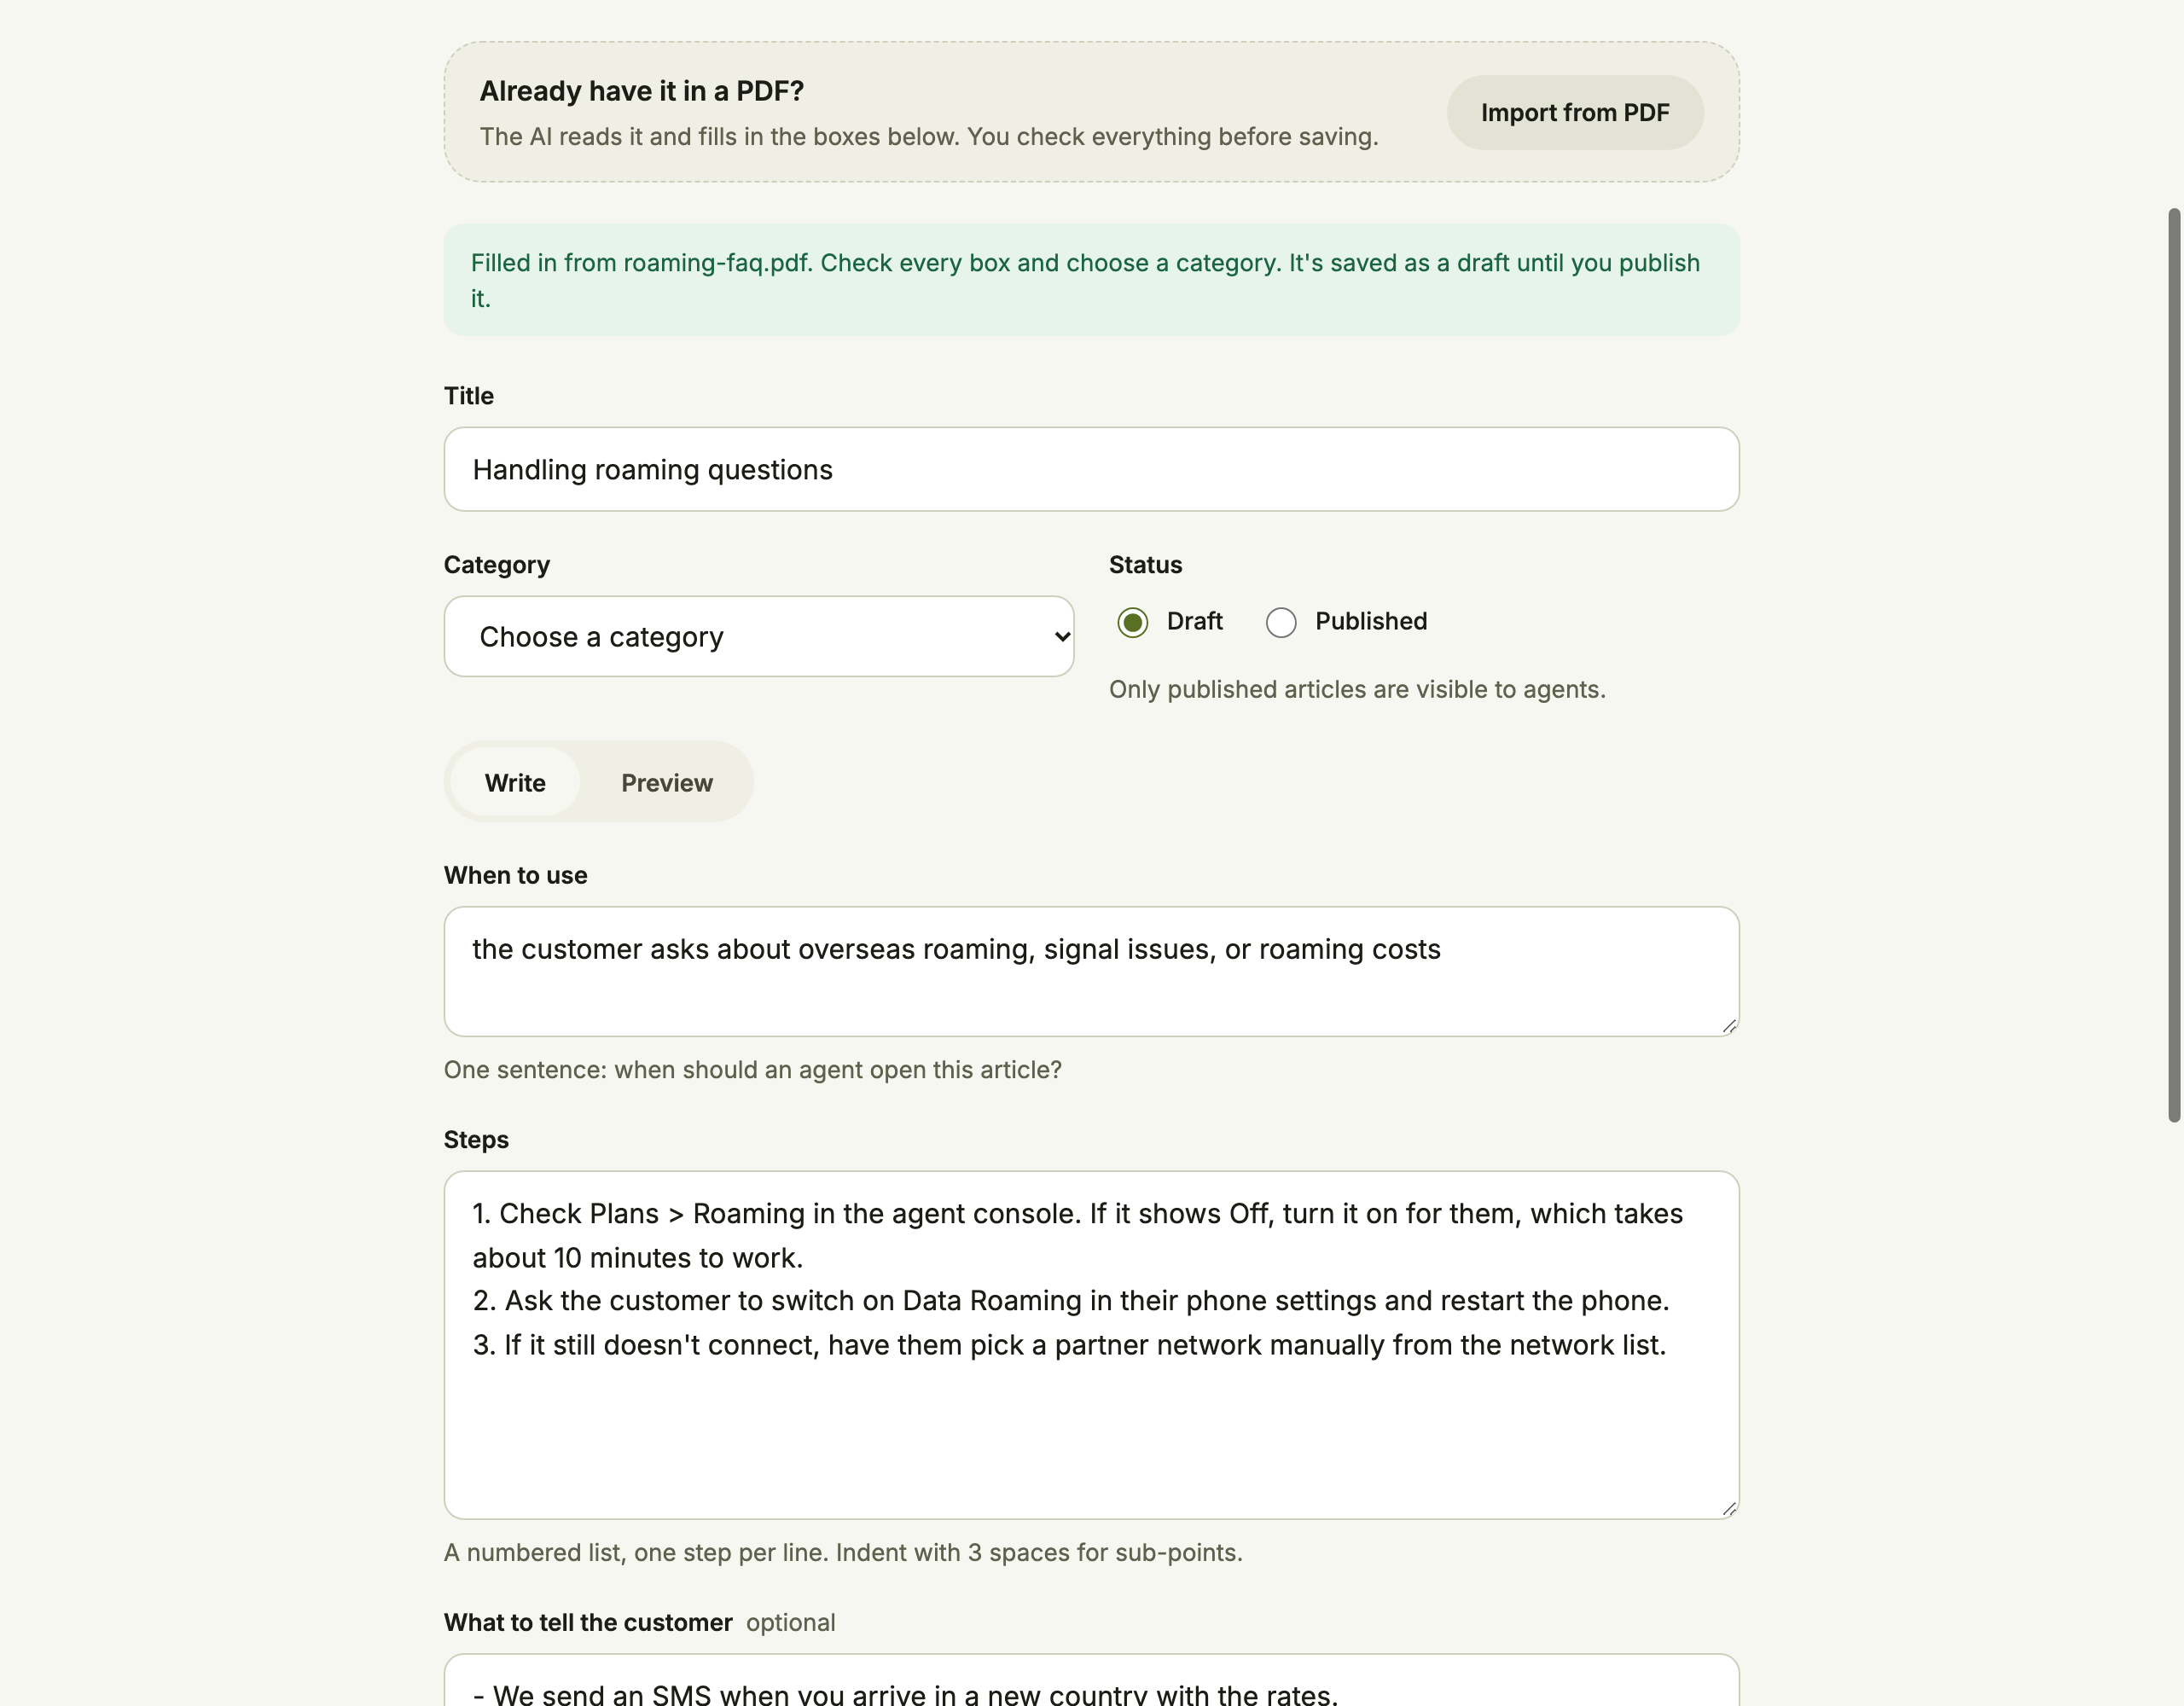 Already have it in a PDF?
The AI reads it and fills in the boxes below. You check everything before saving.
Import from PDF
Filled in from roaming-faq.pdf. Check every box and choose a category. It's saved as a draft until you publish
it.
Title
Handling roaming questions
Category
Status
Choose a category
Draft
Published
Only published articles are visible to agents.
Write
Preview
When to use
the customer asks about overseas roaming, signal issues, or roaming costs
One sentence: when should an agent open this article?
Steps
1. Check Plans > Roaming in the agent console. If it shows Off, turn it on for them, which takes
about 10 minutes to work.
2. Ask the customer to switch on Data Roaming in their phone settings and restart the phone.
3. If it still doesn't connect, have them pick a partner network manually from the network list.
A numbered list, one step per line. Indent with 3 spaces for sub-points.
What to tell the customer optional
- We send an SMS when you arrive in a new country with the rates.